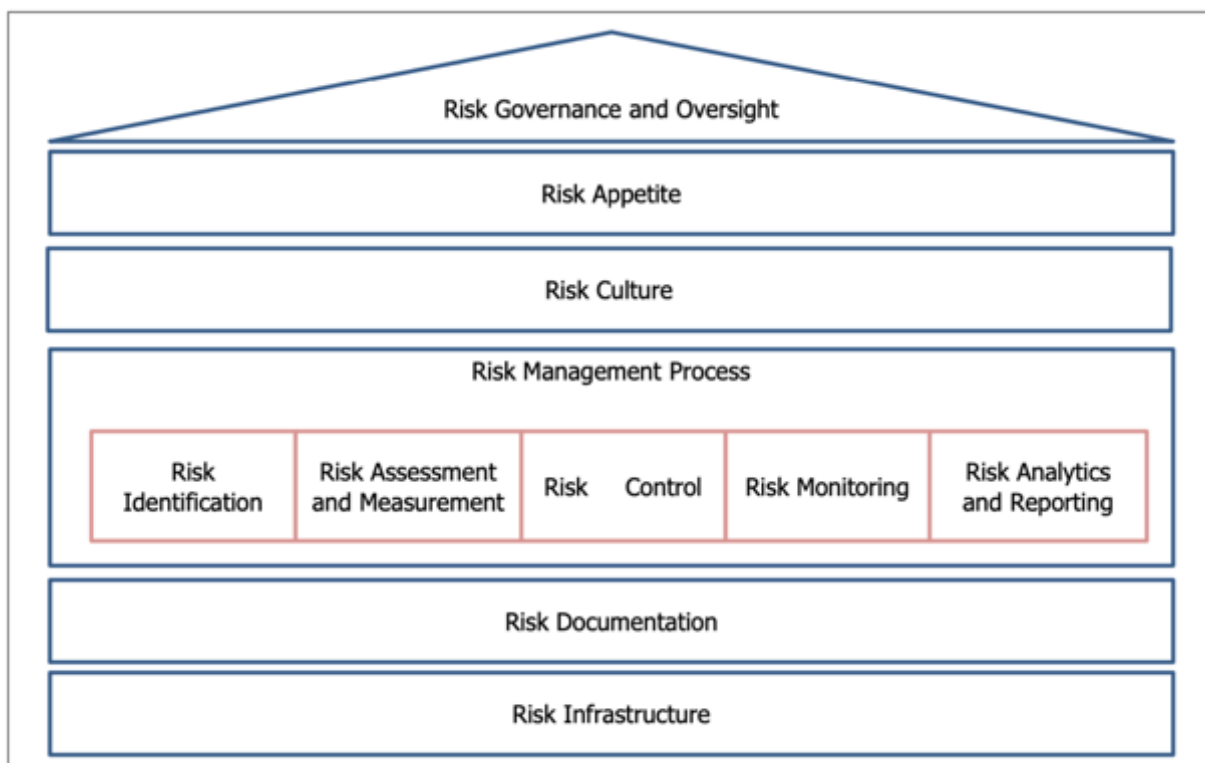 Risk Governance and Oversight
Risk Appetite
Risk Culture
Risk Management Process
Risk
Identification
Risk Assessment
and Measurement
Risk Control
Risk Monitoring
Risk Analytics
and Reporting
Risk Documentation
Risk Infrastructure